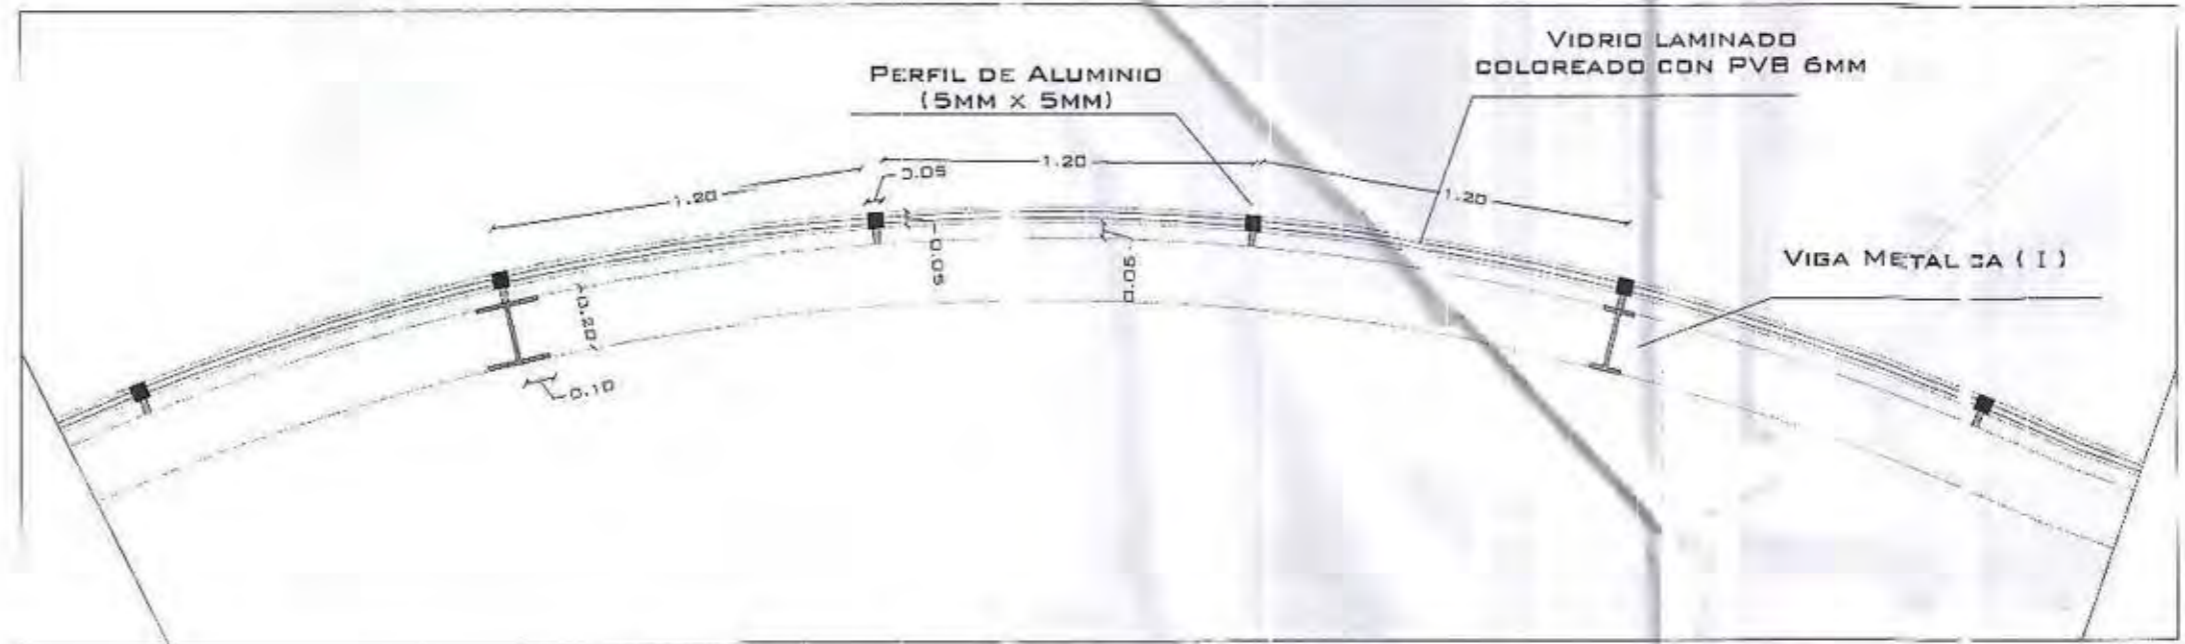 VIDRIO LAMINADO
COLOREADO CON PVB 6MM
PERFIL DE ALUMINIO
(5MM X 5MM)
1.20
0.05
1.20
1.20
0.05
0.05
VIGA METAL CA ( I )
0.20
0.10